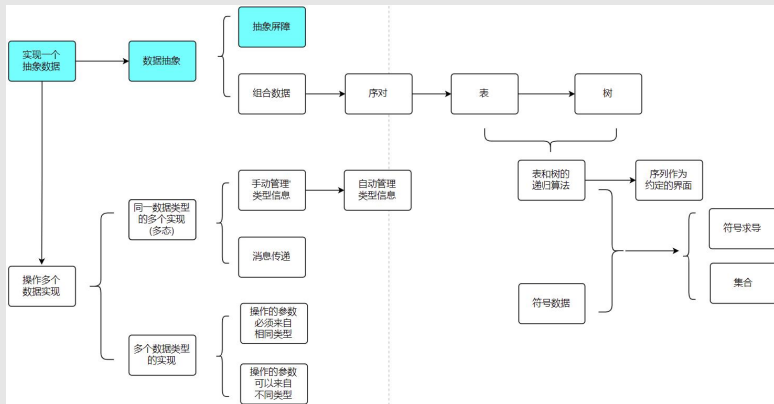 实现一个
抽象数据
数据抽象
抽象屏障
组合数据
序对
表
树
表和树的
递归算法
序列作为
约定的界面
符号数据
符号求导
集合
操作多个
数据实现
同一数据类型
的多个实现
(多态)
手动管理'
类型信息
自动管理
类型信息
消息传递
多个数据类型
的实现
操作的参数
必须来自
相同类型
操作的参数
可以来自
不同类型